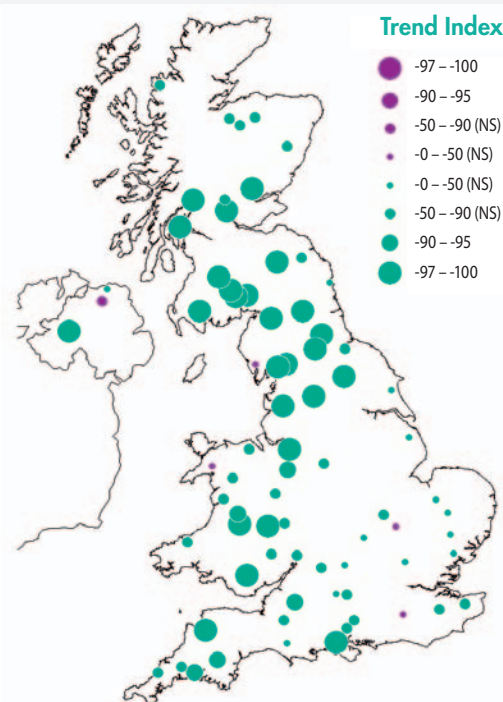 Trend Index
-97 – -100
-90 – -95
-50 – -90 (NS)
-0 – -50 (NS)
-0 – -50 (NS)
-50 – -90 (NS)
-90 – -95
-97 – -100